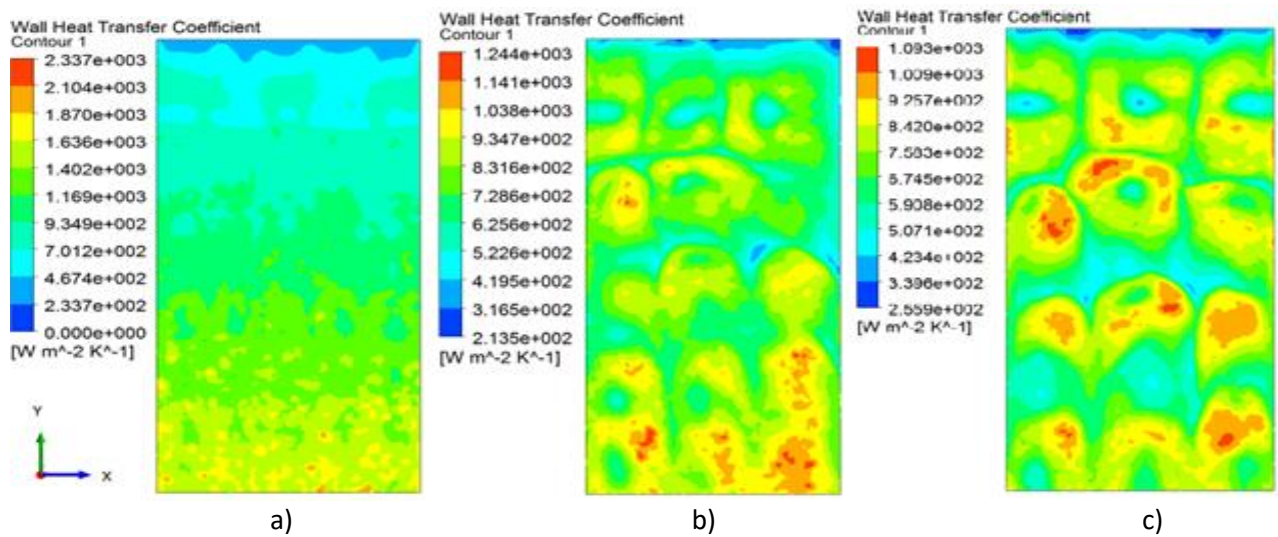 Wall Heat Transfer Coefficient
Contour 1
2.337e+003
2.104e+003
1.870e+003
1.636e+003
1.402e+003
1.169e+003
9.349e+002
7.012e+002
4.674e+002
2.337e+002
0.000e+000
[W m^-2 K^-1]
Y
X
a)
Wall Heat Transfer Coefficient
Contour 1
1.244e+003
1.141e+003
1.038e+003
9.347e+002
8.316e+002
7.286e+002
6.256e+002
5.226e+002
4.195e+002
3.165e+002
2.135e+002
[W m^-2 K^-1]
b)
Wall Heat Transfer Coefficient
Contour 1
1.093e+003
1.009e+003
9.257e+002
8.420e+002
7.583e+002
6.745e+002
5.908e+002
5.071e+002
4.234e+002
3.396e+002
2.559e+002
[W m^-2 K^-1]
c)